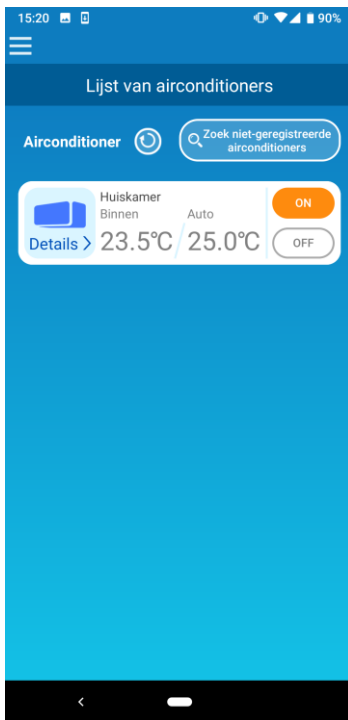 15:20 90%
Lijst van airconditioners
Airconditioner
Zoek niet-geregistreerde
airconditioners
Huiskamer
Binnen Auto
ON
Details 23.5℃ 25.0℃
OFF